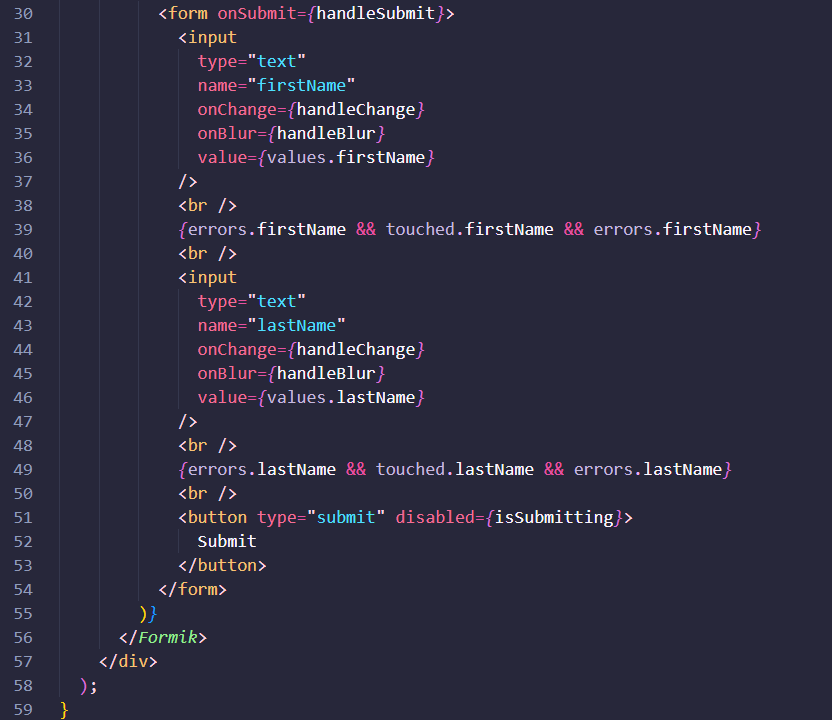 30 <form onSubmit={handleSubmit}>
31 <input
32 type="text"
33 name="firstName"
34 onChange={handleChange}
35 onBlur={handleBlur}
36 value={values.firstName}
37 />
38 <br />
39 {errors.firstName && touched.firstName && errors.firstName}
40 <br />
41 <input
42 type="text"
43 name="lastName"
44 onChange={handleChange}
45 onBlur={handleBlur}
46 value={values.lastName}
47 />
48 <br />
49 {errors.lastName && touched.lastName && errors.lastName}
50 <br />
51 <button type="submit" disabled={isSubmitting}>
52 Submit
53 </button>
54 </form>
55 )}
56 </Formik>
57 </div>
58 );
59 }